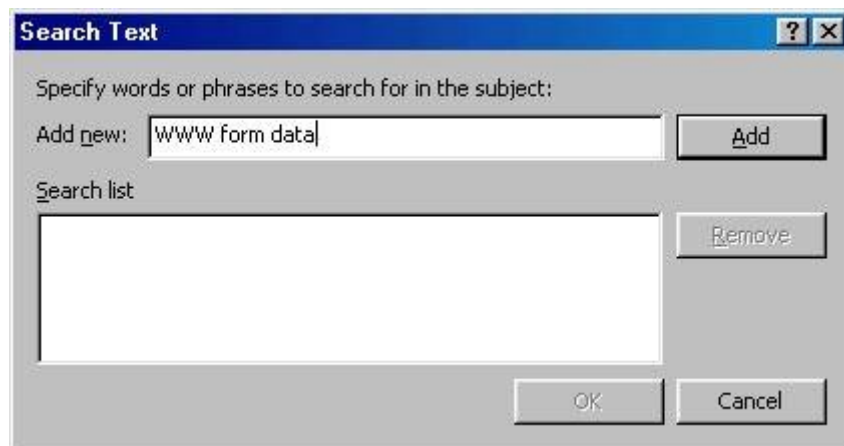 Search Text
Specify words or phrases to search for in the subject:
Add new: WWW form data Add
Search list
Remove
OK Cancel